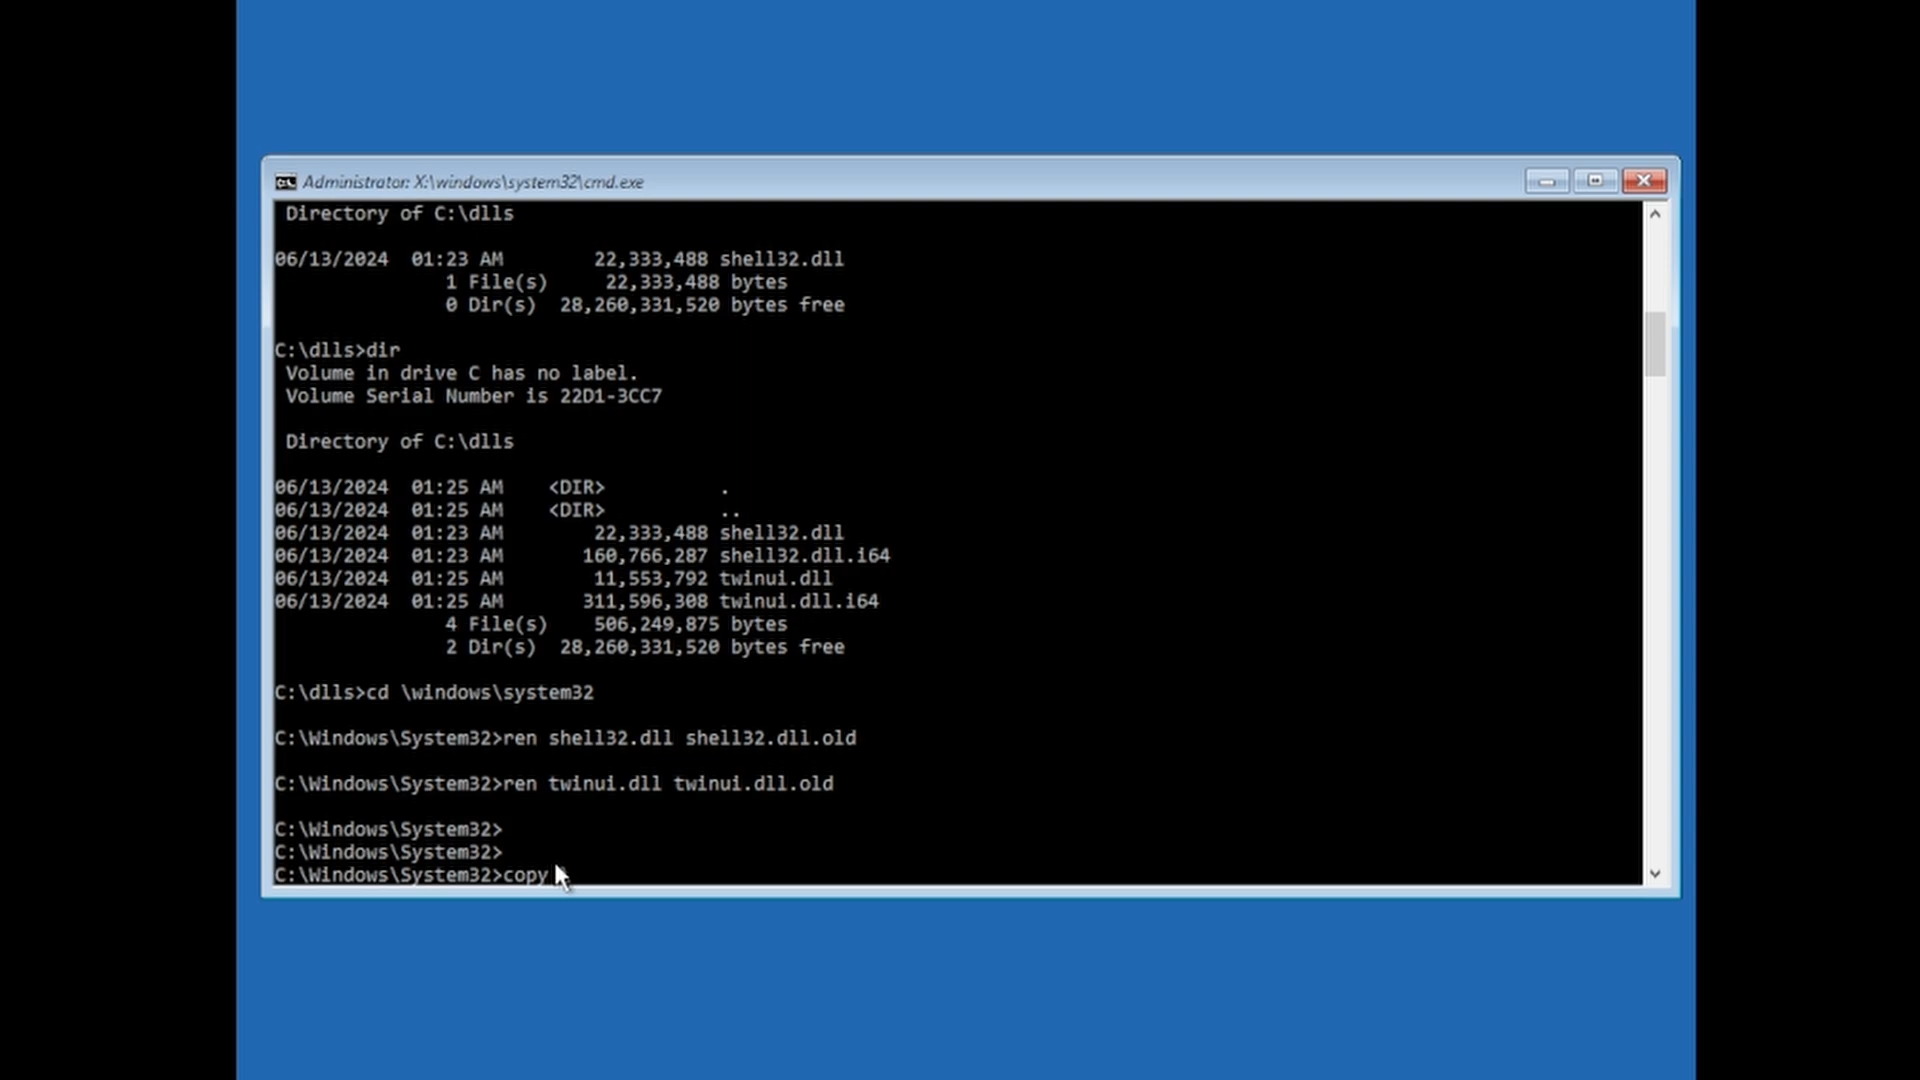 Administrator: X:\windows\system32\cmd.exe
Directory of C:\dlls
06/13/2024  01:23 AM        22,333,488 shell32.dll
1 File(s)     22,333,488 bytes
0 Dir(s)  28,260,331,520 bytes free
C:\dlls>dir
Volume in drive C has no label.
Volume Serial Number is 22D1-3CC7
Directory of C:\dlls
06/13/2024  01:25 AM    <DIR>          .
06/13/2024  01:25 AM    <DIR>          ..
06/13/2024  01:23 AM        22,333,488 shell32.dll
06/13/2024  01:23 AM       160,766,287 shell32.dll.i64
06/13/2024  01:25 AM        11,553,792 twinui.dll
06/13/2024  01:25 AM       311,596,308 twinui.dll.i64
4 File(s)    506,249,875 bytes
2 Dir(s)  28,260,331,520 bytes free
C:\dlls>cd \windows\system32
C:\Windows\System32>ren shell32.dll shell32.dll.old
C:\Windows\System32>ren twinui.dll twinui.dll.old
C:\Windows\System32>
C:\Windows\System32>
C:\Windows\System32>copy